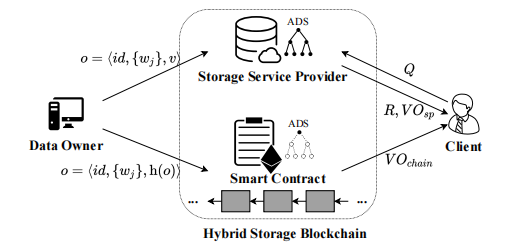 ADS
o = ⟨id, {w_j}, v⟩
Storage Service Provider
Q
R, VO_sp
Data Owner
ADS
Client
o = ⟨id, {w_j}, h(o)⟩
Smart Contract
VO_chain
... ...
Hybrid Storage Blockchain